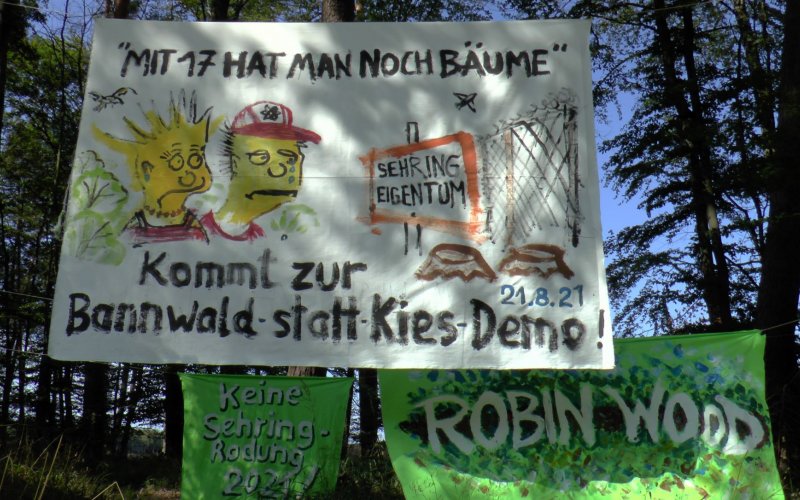 "MIT 17 HAT MAN NOCH BÄUME"
SEHRING
EIGENTUM
Kommt zur
21.8.21
Bannwald-statt-Kies-Demo!
Keine
Sehring-
Rodung
2021!
ROBIN WOOD